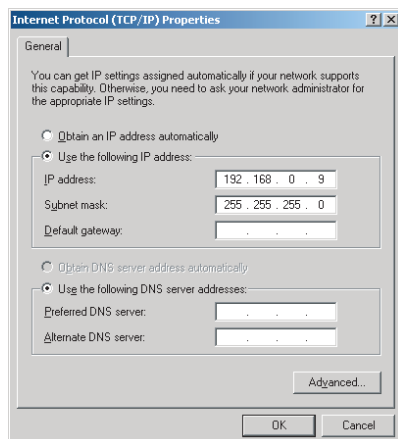 Internet Protocol (TCP/IP) Properties
General
You can get IP settings assigned automatically if your network supports
this capability. Otherwise, you need to ask your network administrator for
the appropriate IP settings.
Obtain an IP address automatically
Use the following IP address:
IP address: 192 . 168 . 0 . 9
Subnet mask: 255 . 255 . 255 . 0
Default gateway: . . .
Obtain DNS server address automatically
Use the following DNS server addresses:
Preferred DNS server: . . .
Alternate DNS server: . . .
Advanced...
OK Cancel